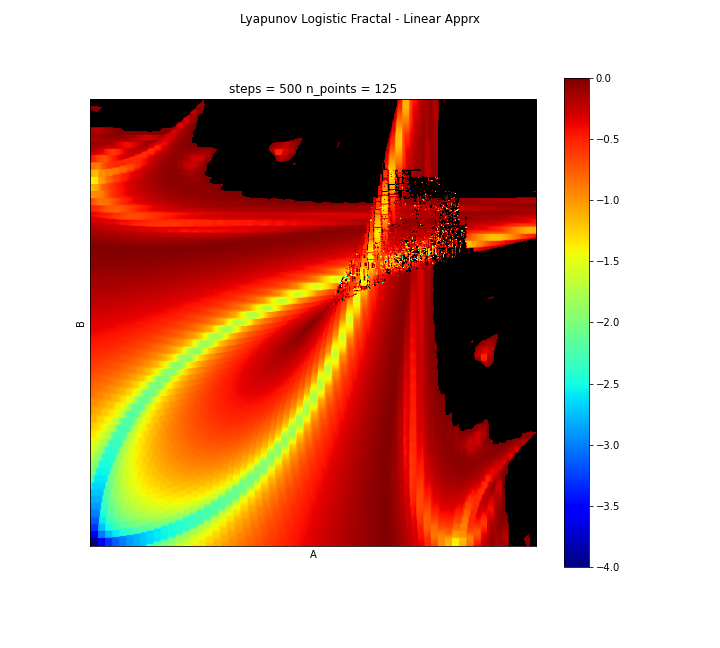 Lyapunov Logistic Fractal - Linear Apprx
steps = 500 n_points = 125
B
A
0.0
−0.5
−1.0
−1.5
−2.0
−2.5
−3.0
−3.5
−4.0